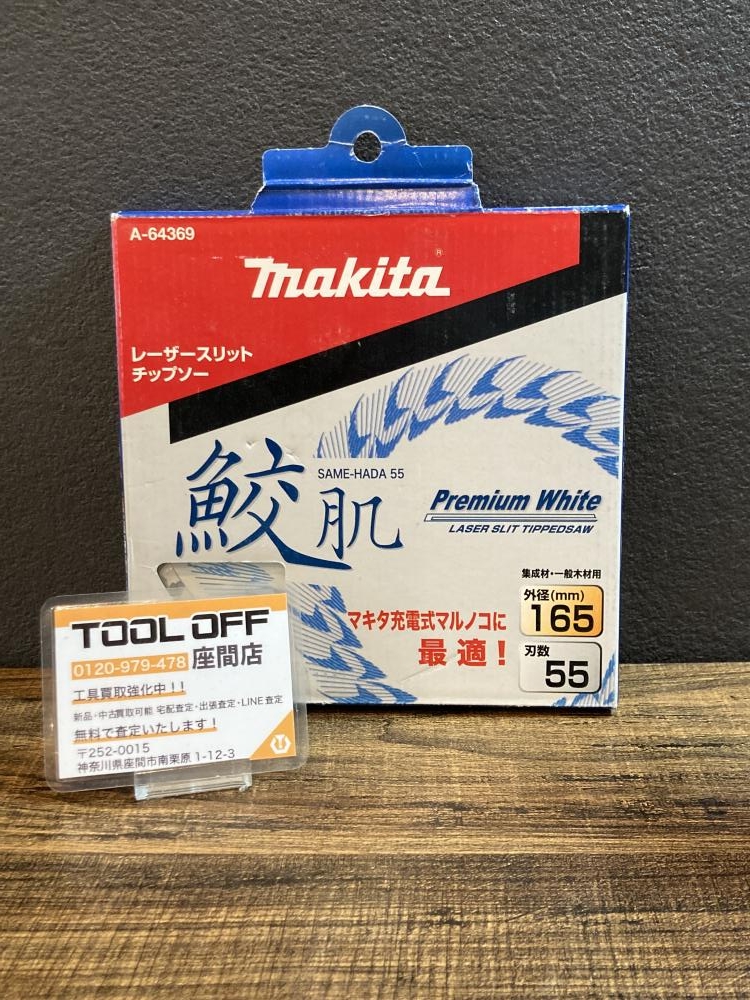 A-64369
makita®
レーザースリット
チップソー
鮫肌
SAME-HADA 55
Premium White
LASER SLIT TIPPEDSAW
集成材・一般木材用
外径(mm)
165
マキタ充電式マルノコに
最適！
刃数
55
TOOL OFF
0120-979-478 座間店
工具買取強化中！！
新品・中古買取可能 宅配査定・出張査定・LINE査定
無料で査定いたします！
〒252-0015
神奈川県座間市南栗原1-12-3